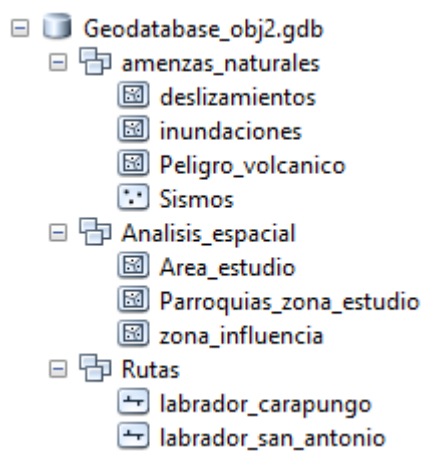 Geodatabase_obj2.gdb
amenzas_naturales
deslizamientos
inundaciones
Peligro_volcanico
Sismos
Analisis_espacial
Area_estudio
Parroquias_zona_estudio
zona_influencia
Rutas
labrador_carapungo
labrador_san_antonio